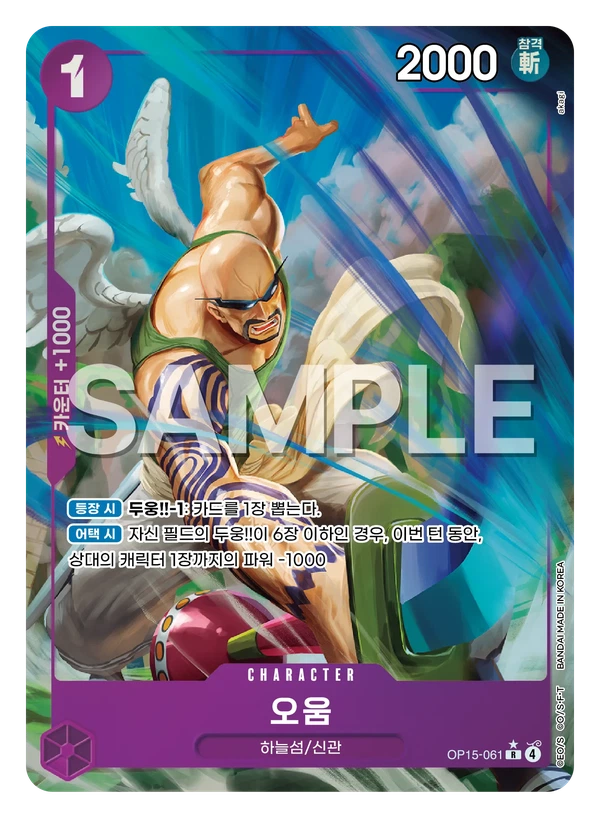 1
2000
참격
斬
akagi
카운터 +1000
SAMPLE
등장 시 두웅!!-1: 카드를 1장 뽑는다.
어택 시 자신 필드의 두웅!!이 6장 이하인 경우, 이번 턴 동안,
상대의 캐릭터 1장까지의 파워 -1000
CHARACTER
오움
하늘섬/신관
OP15-061 R 4
©EO/S ©O/S·F·T BANDAI MADE IN KOREA